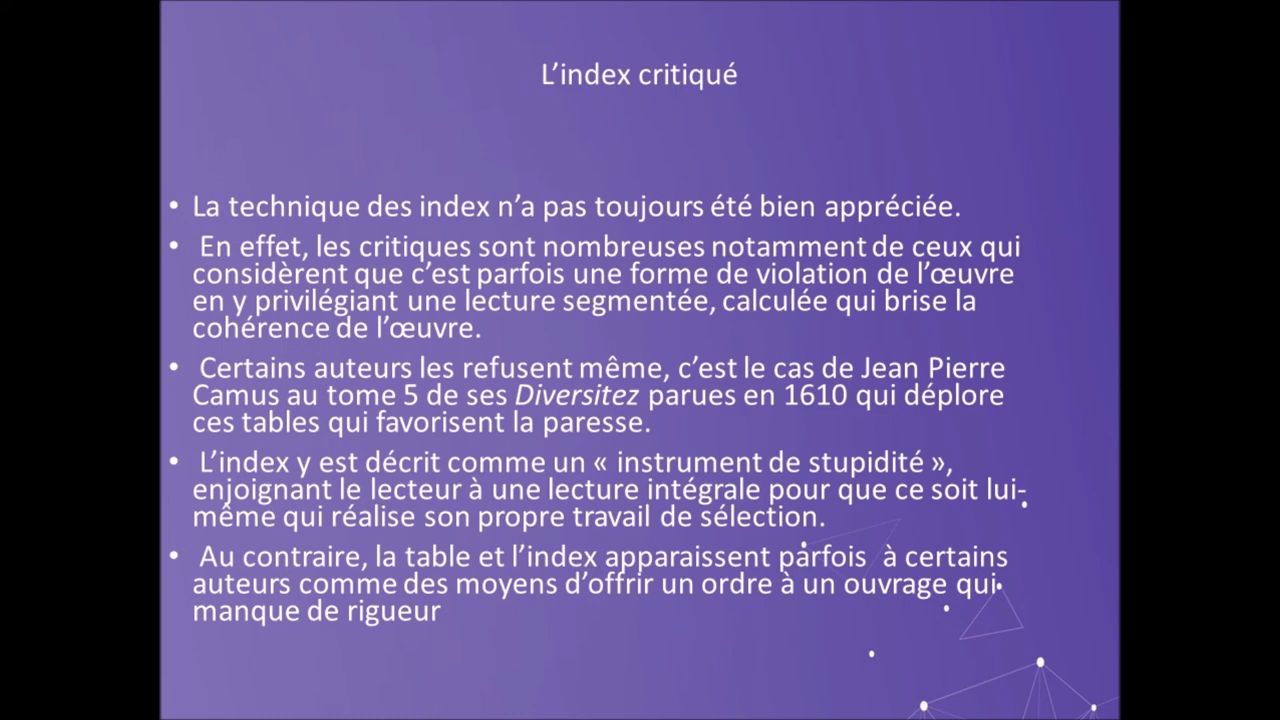 L’index critiqué
• La technique des index n’a pas toujours été bien appréciée.
• En effet, les critiques sont nombreuses notamment de ceux qui
considèrent que c’est parfois une forme de violation de l’œuvre
en y privilégiant une lecture segmentée, calculée qui brise la
cohérence de l’œuvre.
• Certains auteurs les refusent même, c’est le cas de Jean Pierre
Camus au tome 5 de ses Diversitez parues en 1610 qui déplore
ces tables qui favorisent la paresse.
• L’index y est décrit comme un « instrument de stupidité »,
enjoignant le lecteur à une lecture intégrale pour que ce soit lui-
même qui réalise son propre travail de sélection.
• Au contraire, la table et l’index apparaissent parfois à certains
auteurs comme des moyens d’offrir un ordre à un ouvrage qui
manque de rigueur